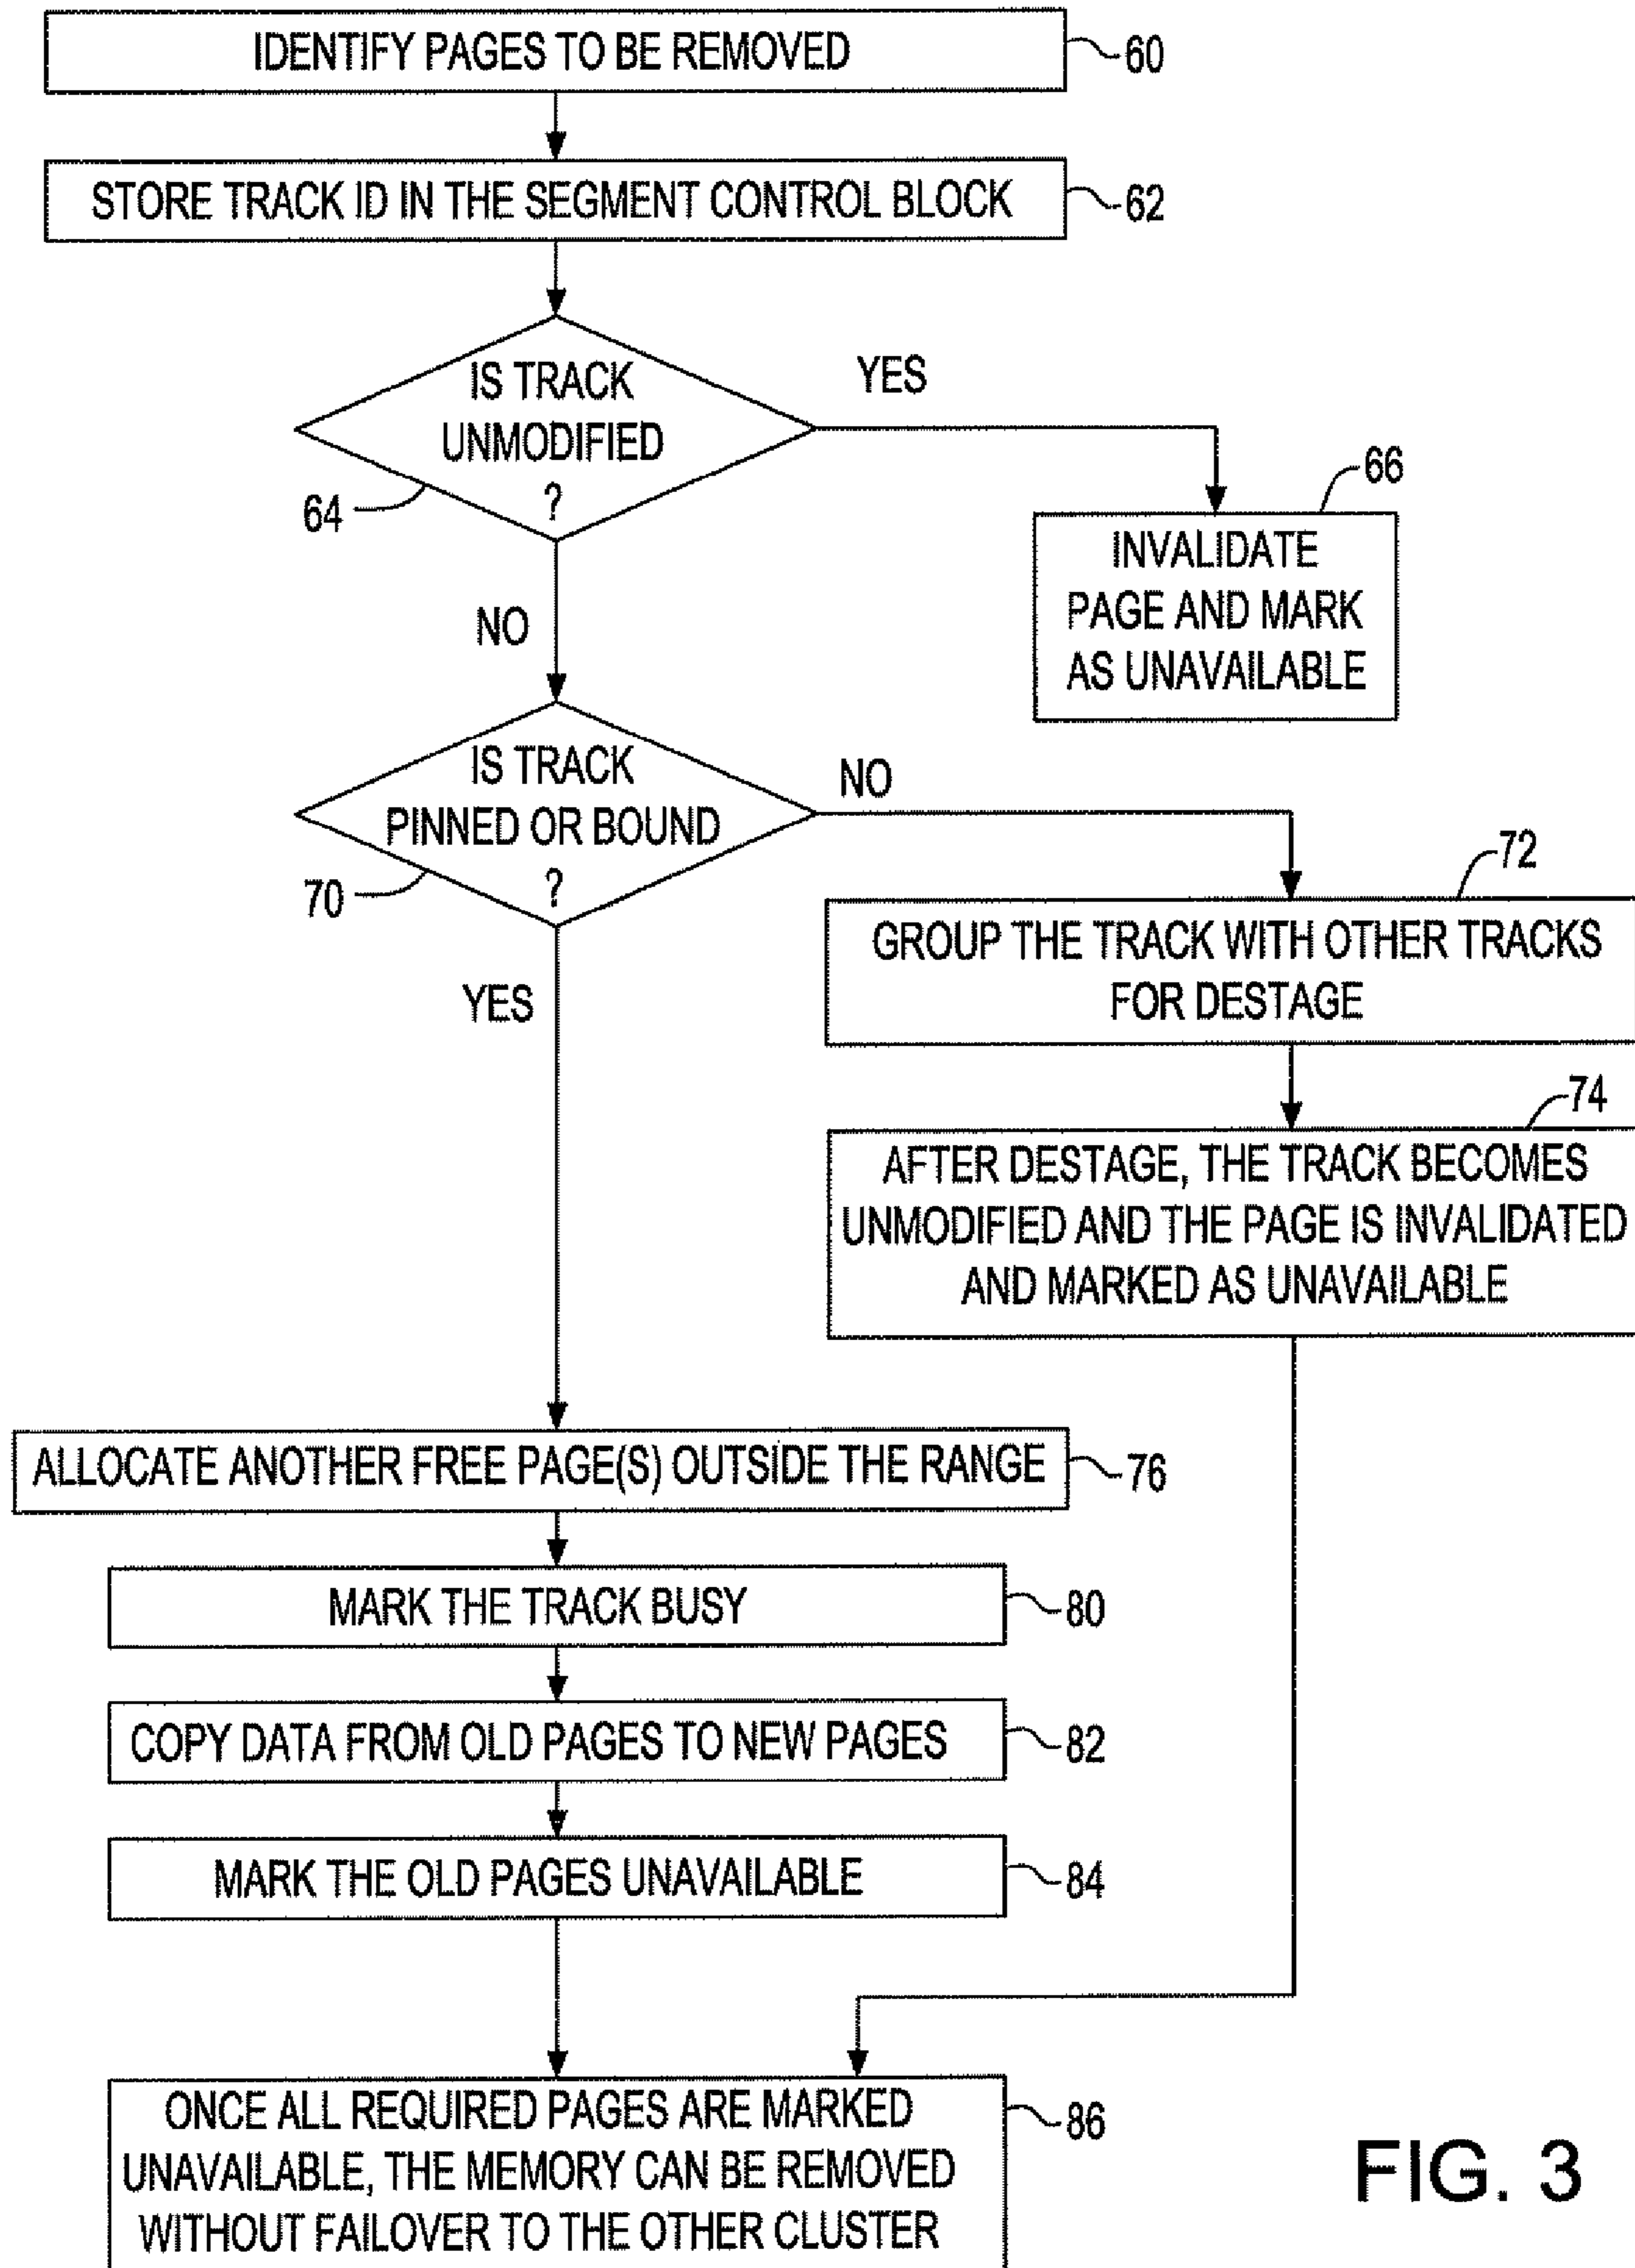 IDENTIFY PAGES TO BE REMOVED
60
STORE TRACK ID IN THE SEGMENT CONTROL BLOCK
62
IS TRACK
UNMODIFIED
?
64
YES
66
INVALIDATE
PAGE AND MARK
AS UNAVAILABLE
NO
IS TRACK
PINNED OR BOUND
?
70
NO
72
GROUP THE TRACK WITH OTHER TRACKS
FOR DESTAGE
YES
74
AFTER DESTAGE, THE TRACK BECOMES
UNMODIFIED AND THE PAGE IS INVALIDATED
AND MARKED AS UNAVAILABLE
ALLOCATE ANOTHER FREE PAGE(S) OUTSIDE THE RANGE
76
MARK THE TRACK BUSY
80
COPY DATA FROM OLD PAGES TO NEW PAGES
82
MARK THE OLD PAGES UNAVAILABLE
84
ONCE ALL REQUIRED PAGES ARE MARKED
UNAVAILABLE, THE MEMORY CAN BE REMOVED
WITHOUT FAILOVER TO THE OTHER CLUSTER
86
FIG. 3